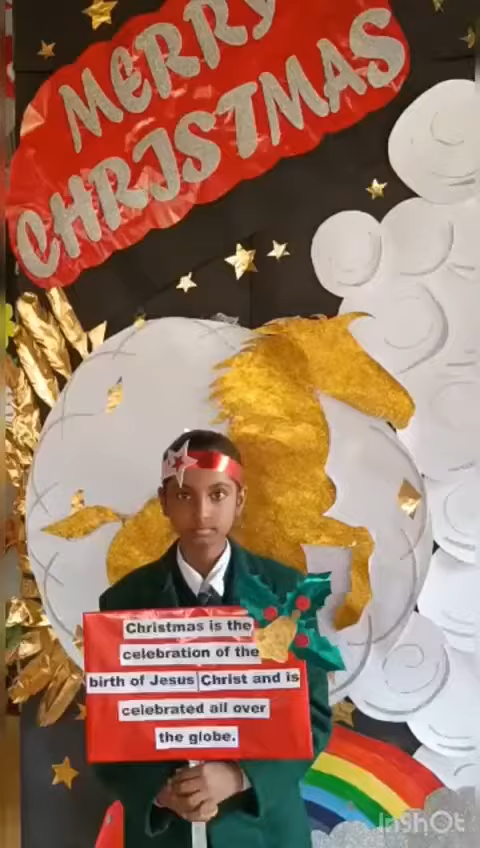 MERRY
CHRISTMAS
Christmas is the
celebration of the
birth of Jesus Christ and is
celebrated all over
the globe.
InShOt